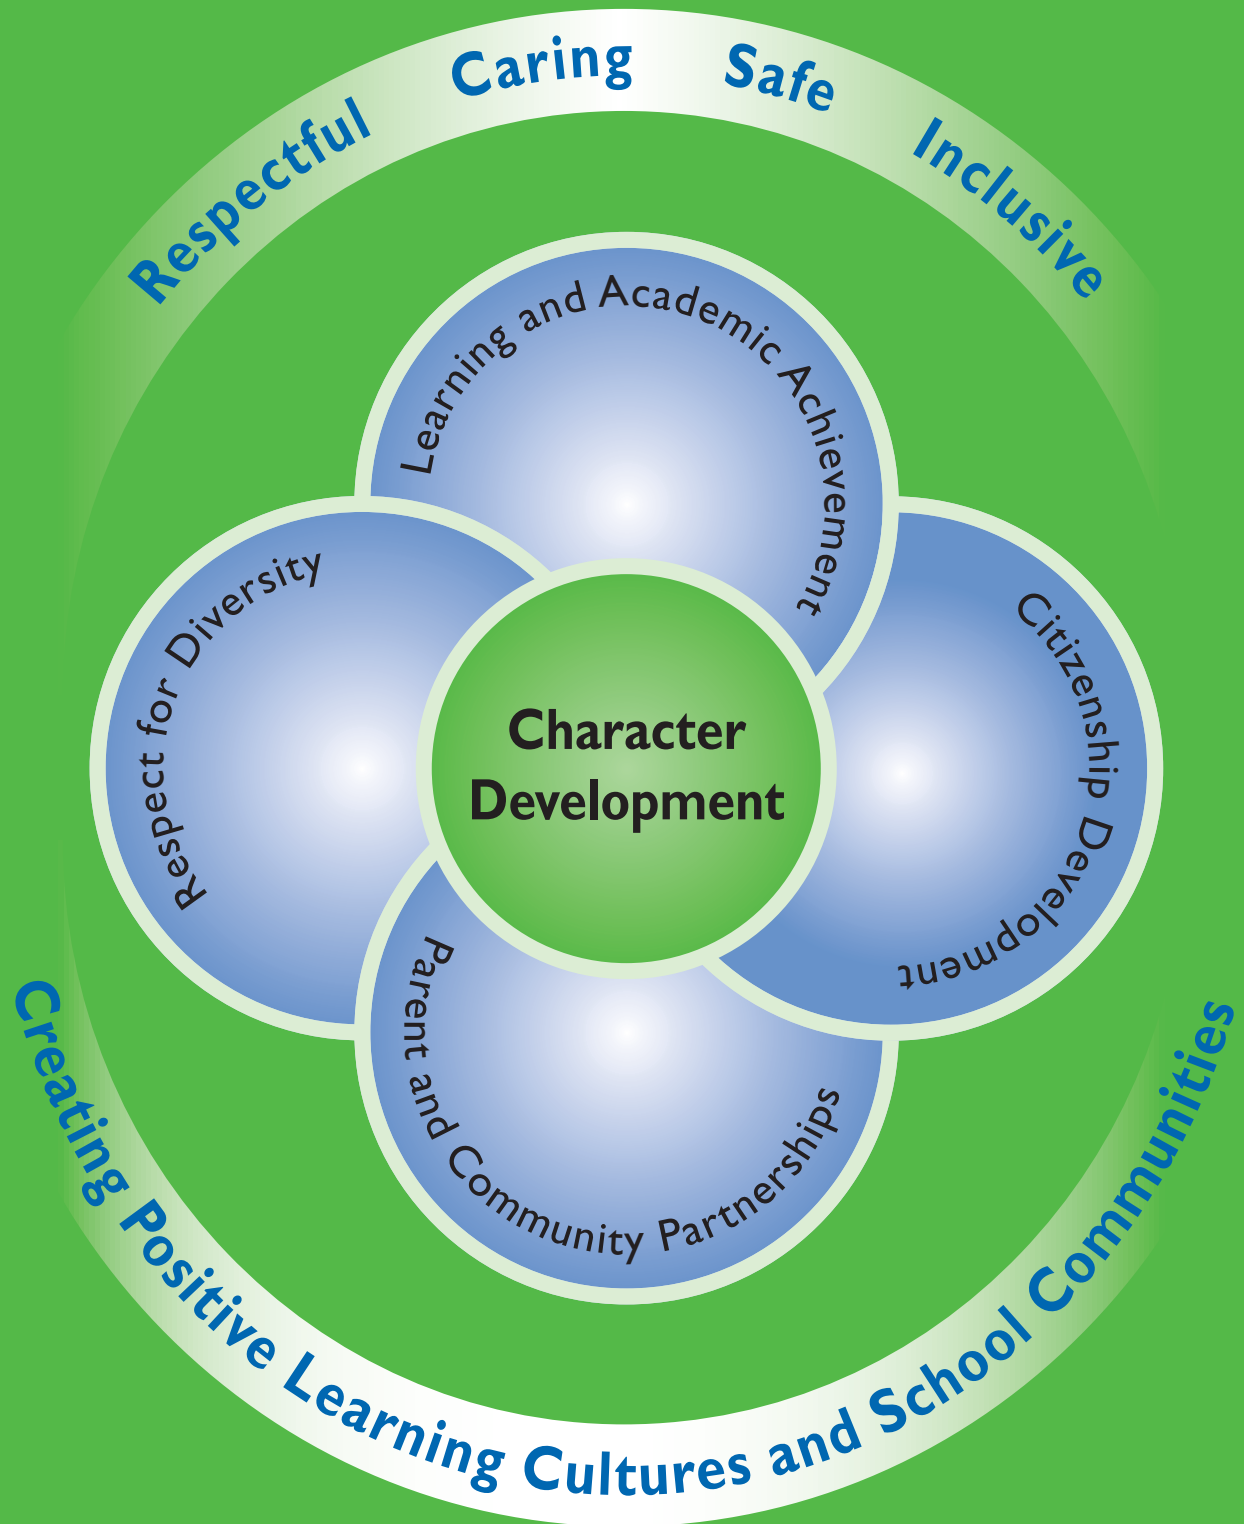 Respectful Caring Safe Inclusive
Learning and Academic Achievement
Respect for Diversity
Character
Development
Citizenship Development
Parent and Community Partnerships
Creating Positive Learning Cultures and School Communities